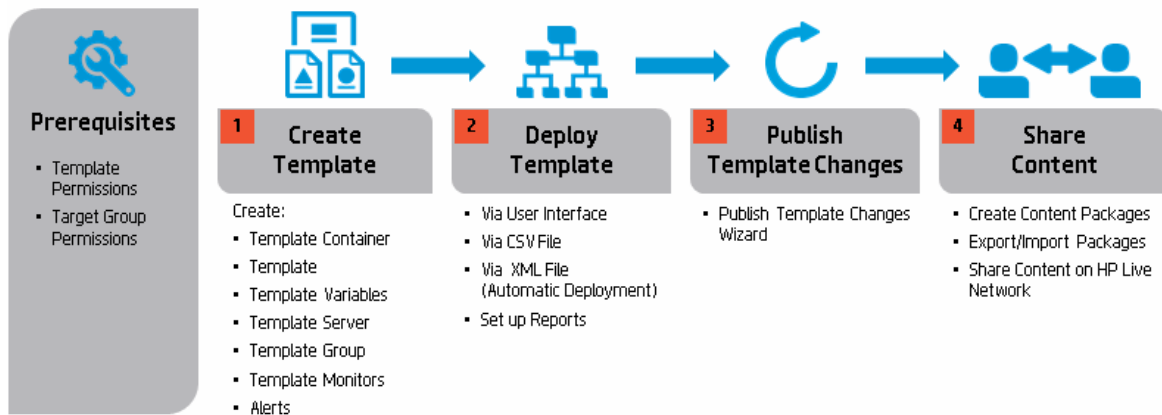 Prerequisites
▪ Template
Permissions
▪ Target Group
Permissions
1
Create
Template
Create:
▪ Template Container
▪ Template
▪ Template Variables
▪ Template Server
▪ Template Group
▪ Template Monitors
▪ Alerts
2
Deploy
Template
▪ Via User Interface
▪ Via CSV File
▪ Via XML File
(Automatic Deployment)
▪ Set up Reports
3
Publish
Template Changes
▪ Publish Template Changes
Wizard
4
Share
Content
▪ Create Content Packages
▪ Export/Import Packages
▪ Share Content on HP Live
Network